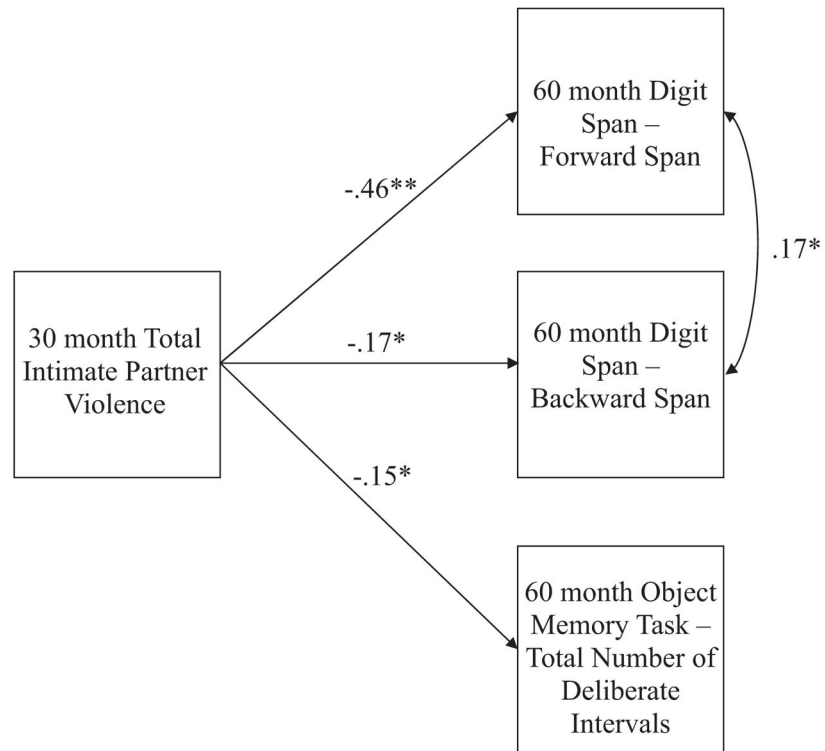 60 month Digit
Span –
Forward Span
-.46**
.17*
30 month Total
Intimate Partner
Violence
-.17*
60 month Digit
Span –
Backward Span
-.15*
60 month Object
Memory Task –
Total Number of
Deliberate
Intervals